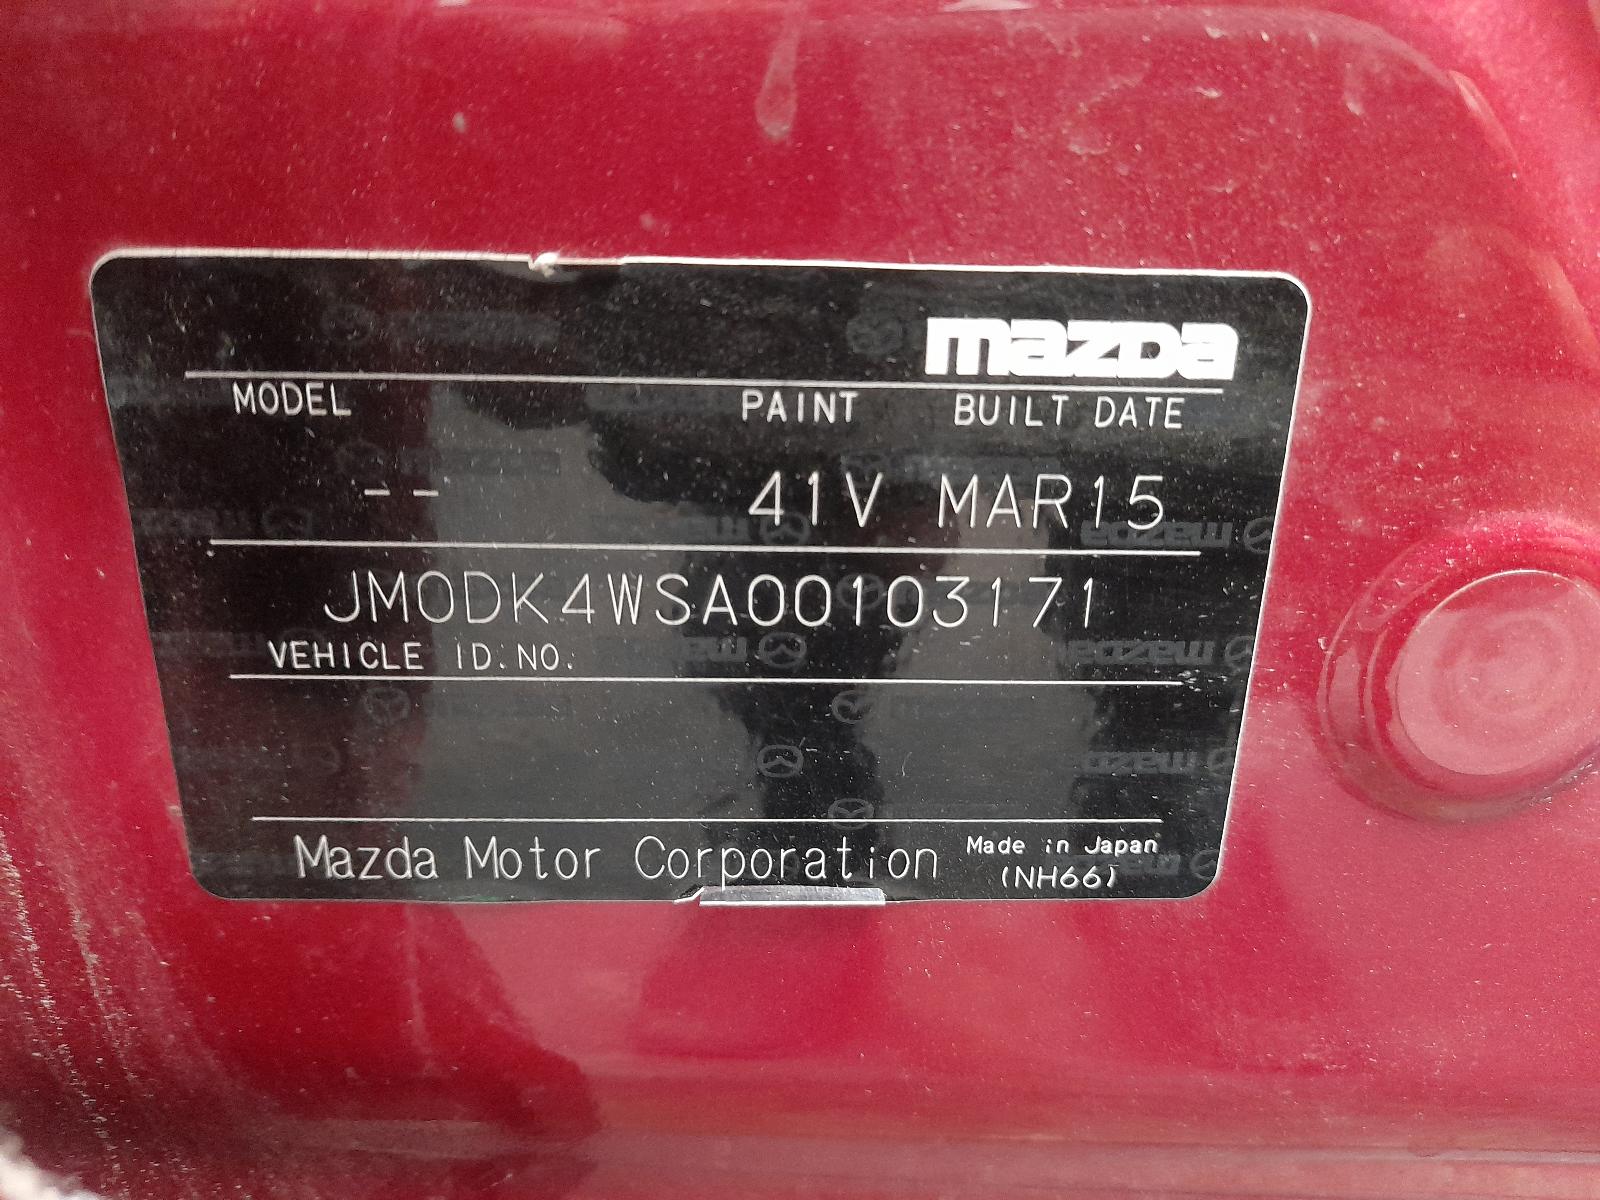 mazda
MODEL PAINT BUILT DATE
-- 41V MAR15
JM0DK4WSA00103171
VEHICLE ID. NO.
Mazda Motor Corporation Made in Japan
(NH66)